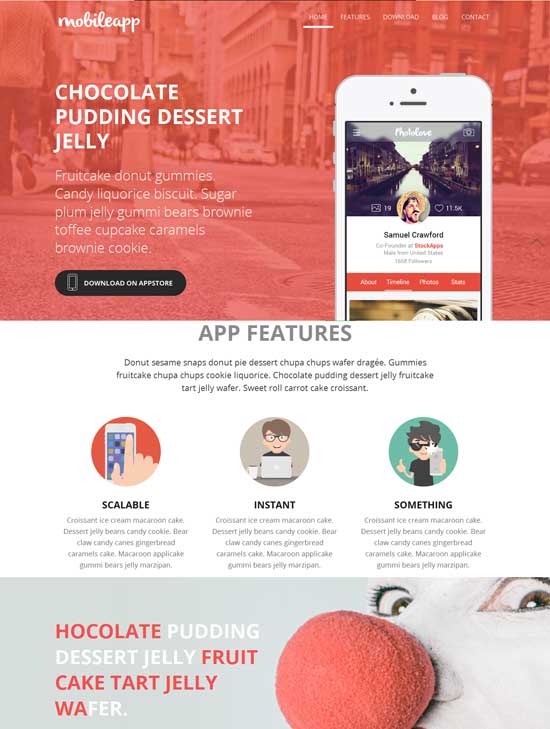 mobileapp
HOME FEATURES DOWNLOAD BLOG CONTACT
CHOCOLATE
PUDDING DESSERT
JELLY
Fruitcake donut gummies.
Candy liquorice biscuit. Sugar
plum jelly gummi bears brownie
toffee cupcake caramels
brownie cookie.
DOWNLOAD ON APPSTORE
Photolove
19
11.5K
Samuel Crawford
Co-Founder at StockApps
Male from United States
1668 Followers
About Timeline Photos Stats
APP FEATURES
Donut sesame snaps donut pie dessert chupa chups wafer dragée. Gummies
fruitcake chupa chups cookie liquorice. Chocolate pudding dessert jelly fruitcake
tart jelly wafer. Sweet roll carrot cake croissant.
SCALABLE
Croissant ice cream macaroon cake.
Dessert jelly beans candy cookie. Bear
claw candy canes gingerbread
caramels cake. Macaroon applicake
gummi bears jelly marzipan.
INSTANT
Croissant ice cream macaroon cake.
Dessert jelly beans candy cookie. Bear
claw candy canes gingerbread
caramels cake. Macaroon applicake
gummi bears jelly marzipan.
SOMETHING
Croissant ice cream macaroon cake.
Dessert jelly beans candy cookie. Bear
claw candy canes gingerbread
caramels cake. Macaroon applicake
gummi bears jelly marzipan.
HOCOLATE PUDDING
DESSERT JELLY FRUIT
CAKE TART JELLY
WAFER.